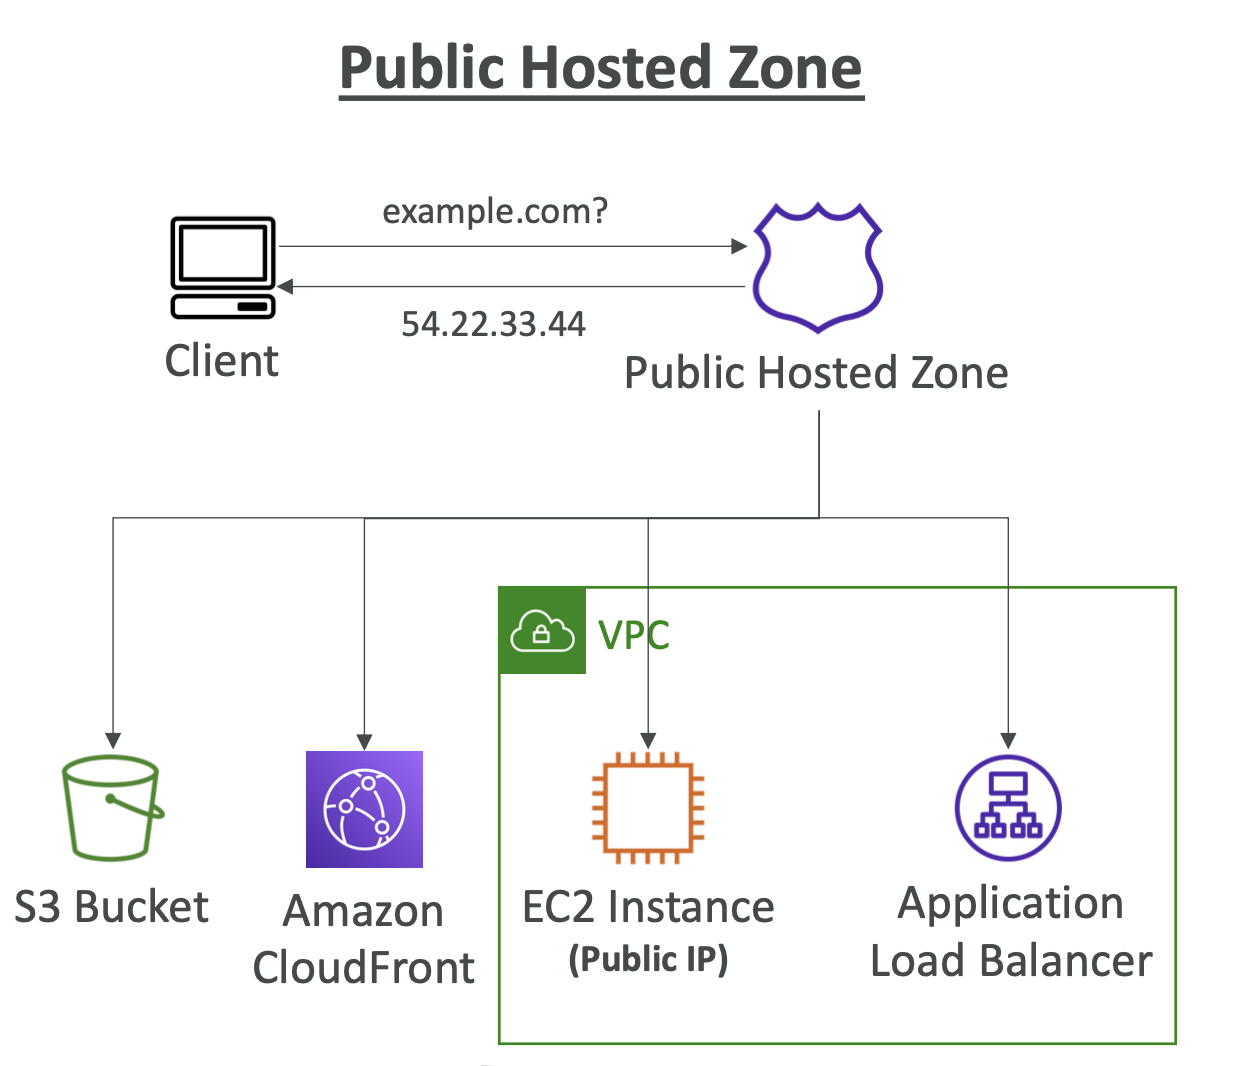 Public Hosted Zone
example.com?
54.22.33.44
Client
Public Hosted Zone
VPC
S3 Bucket
Amazon
CloudFront
EC2 Instance
(Public IP)
Application
Load Balancer